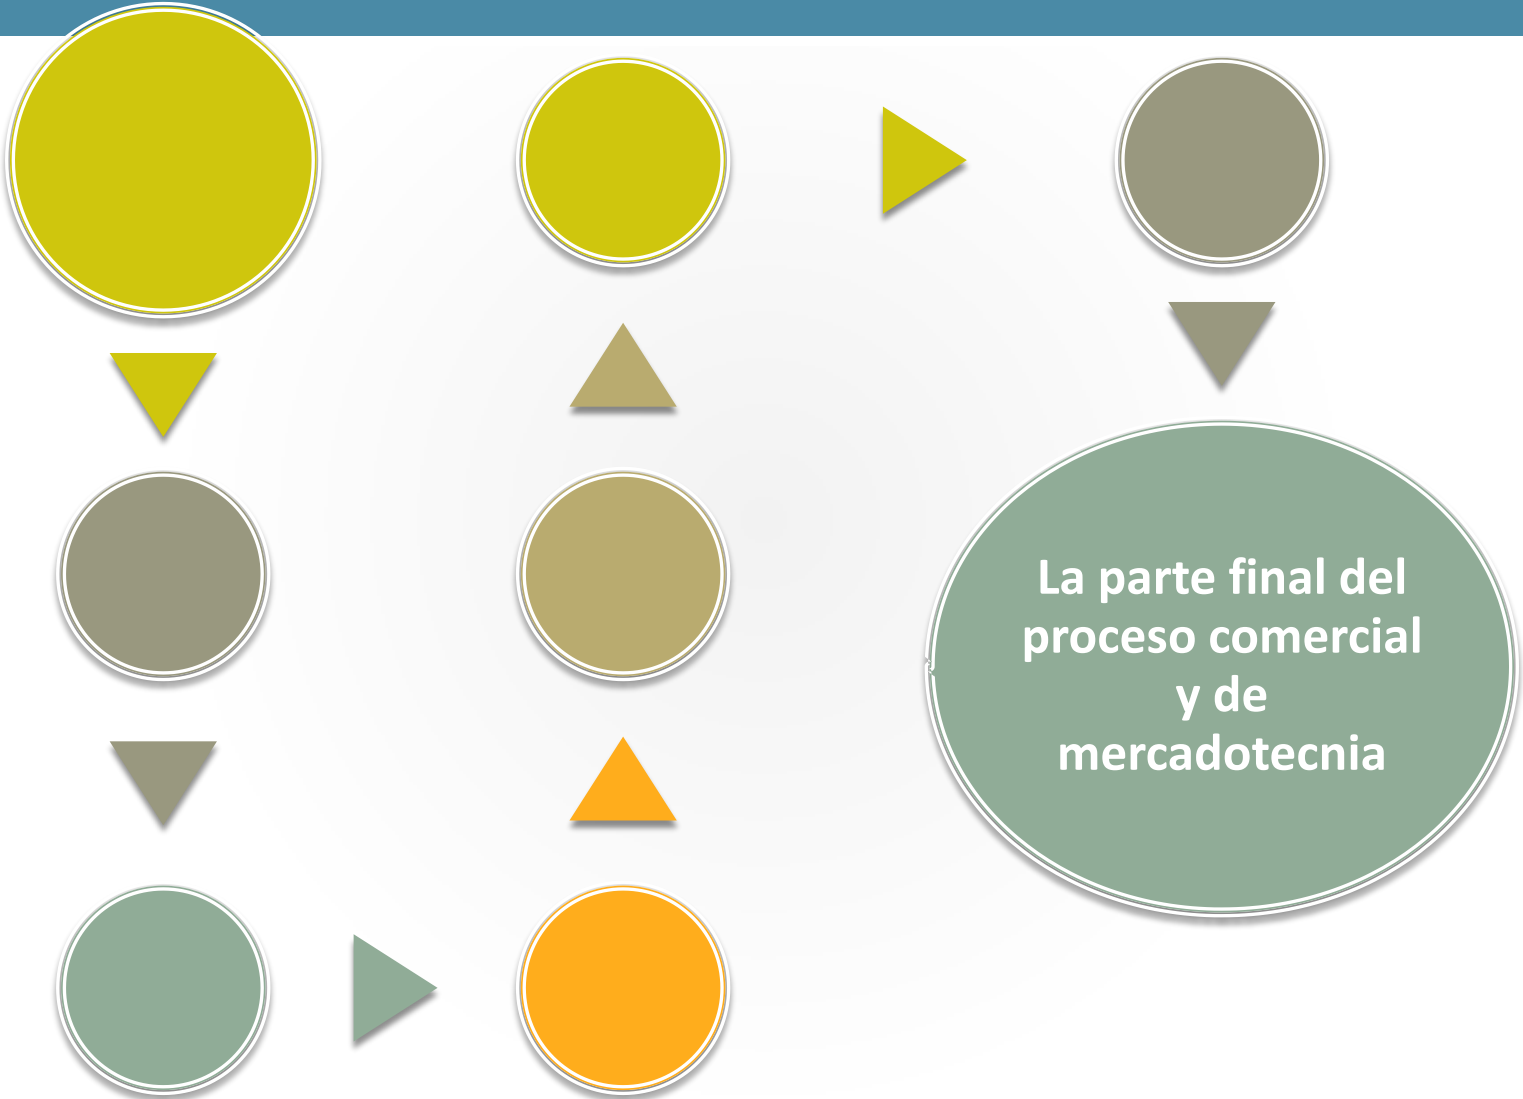 La parte final del
proceso comercial
y de
mercadotecnia